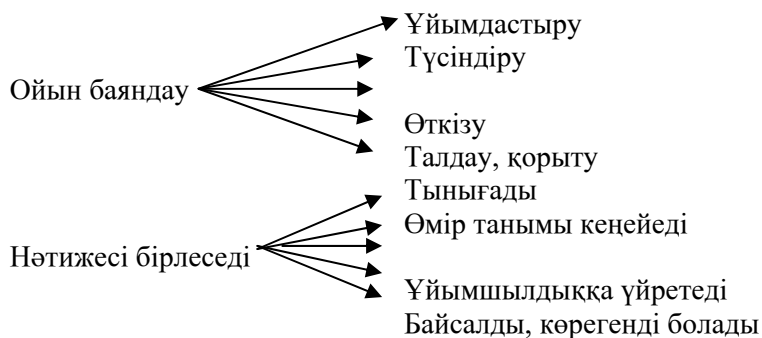 Ұйымдастыру
Түсіндіру
Ойын баяндау
Өткізу
Талдау, қорыту
Тынығады
Өмір танымы кеңейеді
Нәтижесі бірлеседі
Ұйымшылдыққа үйретеді
Байсалды, көрегенді болады